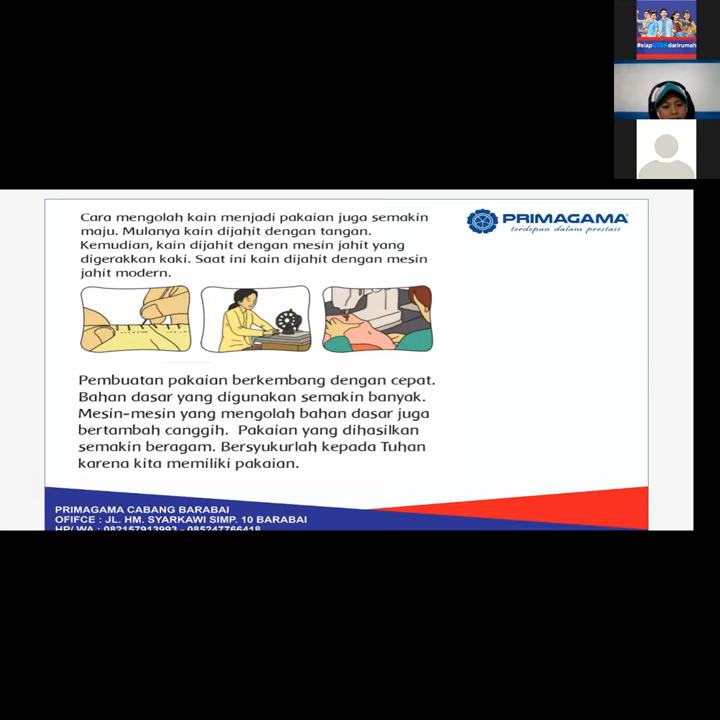 #siapUTBKdarirumah
Cara mengolah kain menjadi pakaian juga semakin
maju. Mulanya kain dijahit dengan tangan.
Kemudian, kain dijahit dengan mesin jahit yang
digerakkan kaki. Saat ini kain dijahit dengan mesin
jahit modern.
PRIMAGAMA
terdepan dalam prestasi
Pembuatan pakaian berkembang dengan cepat.
Bahan dasar yang digunakan semakin banyak.
Mesin-mesin yang mengolah bahan dasar juga
bertambah canggih. Pakaian yang dihasilkan
semakin beragam. Bersyukurlah kepada Tuhan
karena kita memiliki pakaian.
PRIMAGAMA CABANG BARABAI
OFIFCE : JL. HM. SYARKAWI SIMP. 10 BARABAI
HP/ WA : 082157913993 - 085247766418